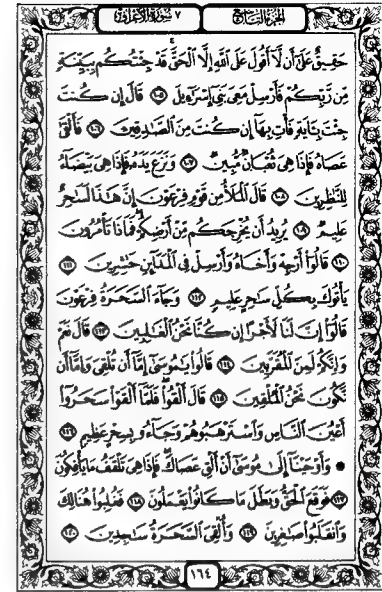 الجزء التاسع
٧ سورة الأعراف
حَقِيقٌ عَلَىٰٓ أَن لَّآ أَقُولَ عَلَى ٱللَّهِ إِلَّا ٱلْحَقَّ قَدْ جِئْتُكُم بِبَيِّنَةٍ
مِّن رَّبِّكُمْ فَأَرْسِلْ مَعِىَ بَنِىٓ إِسْرَٰٓءِيلَ ١٠٥ قَالَ إِن كُنتَ
جِئْتَ بِـَٔايَةٍ فَأْتِ بِهَآ إِن كُنتَ مِنَ ٱلصَّٰدِقِينَ ١٠٦ فَأَلْقَىٰ
عَصَاهُ فَإِذَا هِىَ ثُعْبَانٌ مُّبِينٌ ١٠٧ وَنَزَعَ يَدَهُۥ فَإِذَا هِىَ بَيْضَآءُ
لِلنَّٰظِرِينَ ١٠٨ قَالَ ٱلْمَلَأُ مِن قَوْمِ فِرْعَوْنَ إِنَّ هَٰذَا لَسَٰحِرٌ
عَلِيمٌ ١٠٩ يُرِيدُ أَن يُخْرِجَكُم مِّنْ أَرْضِكُمْ فَمَاذَا تَأْمُرُونَ
١١٠ قَالُوٓا۟ أَرْجِهْ وَأَخَاهُ وَأَرْسِلْ فِى ٱلْمَدَآئِنِ حَٰشِرِينَ ١١١
يَأْتُوكَ بِكُلِّ سَٰحِرٍ عَلِيمٍ ١١٢ وَجَآءَ ٱلسَّحَرَةُ فِرْعَوْنَ
قَالُوٓا۟ إِنَّ لَنَا لَأَجْرًا إِن كُنَّا نَحْنُ ٱلْغَٰلِبِينَ ١١٣ قَالَ نَعَمْ
وَإِنَّكُمْ لَمِنَ ٱلْمُقَرَّبِينَ ١١٤ قَالُوا۟ يَٰمُوسَىٰٓ إِمَّآ أَن تُلْقِىَ وَإِمَّآ أَن
نَّكُونَ نَحْنُ ٱلْمُلْقِينَ ١١٥ قَالَ أَلْقُوا۟ فَلَمَّآ أَلْقَوْا۟ سَحَرُوٓا۟
أَعْيُنَ ٱلنَّاسِ وَٱسْتَرْهَبُوهُمْ وَجَآءُو بِسِحْرٍ عَظِيمٍ ١١٦
وَأَوْحَيْنَآ إِلَىٰ مُوسَىٰٓ أَنْ أَلْقِ عَصَاكَ فَإِذَا هِىَ تَلْقَفُ مَا يَأْفِكُونَ
١١٧ فَوَقَعَ ٱلْحَقُّ وَبَطَلَ مَا كَانُوا۟ يَعْمَلُونَ ١١٨ فَغُلِبُوا۟ هُنَالِكَ
وَٱنقَلَبُوا۟ صَٰغِرِينَ ١١٩ وَأُلْقِىَ ٱلسَّحَرَةُ سَٰجِدِينَ ١٢٠
١٦٤